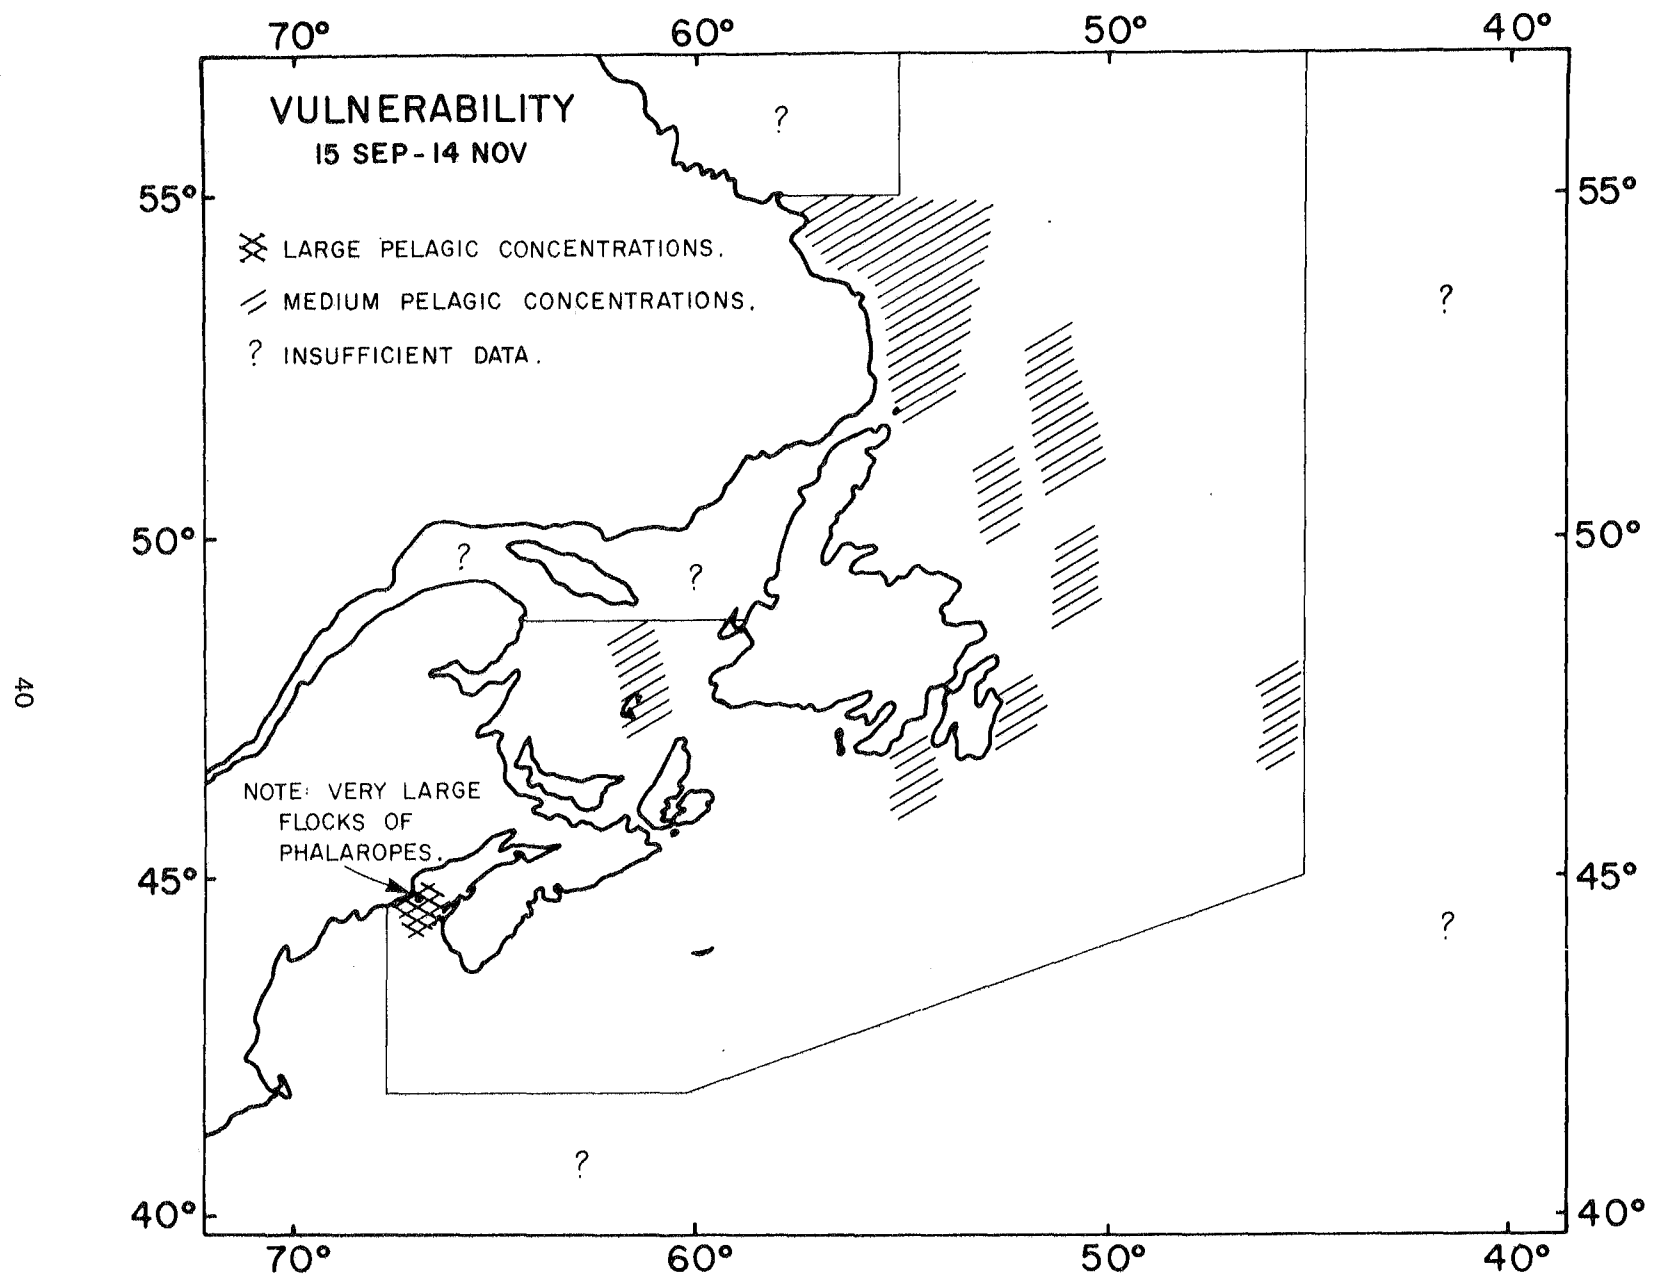 70° 60° 50° 40°
VULNERABILITY
15 SEP-14 NOV
?
55° 55°
LARGE PELAGIC CONCENTRATIONS.
MEDIUM PELAGIC CONCENTRATIONS.
? INSUFFICIENT DATA.
?
50° 50°
? ?
40
NOTE: VERY LARGE
FLOCKS OF
PHALAROPES.
45° 45°
?
?
40° 40°
70° 60° 50° 40°